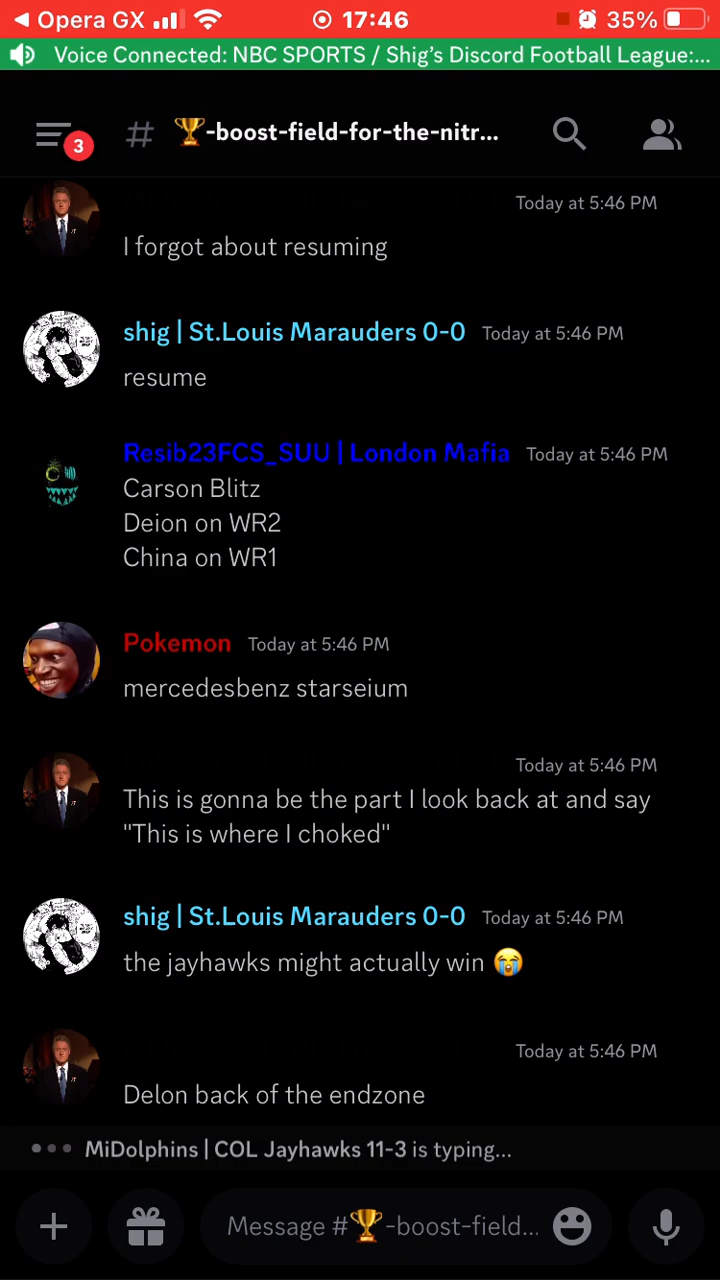 Opera GX 17:46 35%
Voice Connected: NBC SPORTS / Shig's Discord Football League:...
3 # 🏆-boost-field-for-the-nitr...
Today at 5:46 PM
I forgot about resuming
shig | St.Louis Marauders 0-0 Today at 5:46 PM
resume
Resib23FCS_SUU | London Mafia Today at 5:46 PM
Carson Blitz
Deion on WR2
China on WR1
Pokemon Today at 5:46 PM
mercedesbenz starseium
Today at 5:46 PM
This is gonna be the part I look back at and say
"This is where I choked"
shig | St.Louis Marauders 0-0 Today at 5:46 PM
the jayhawks might actually win 😭
Today at 5:46 PM
Delon back of the endzone
MiDolphins | COL Jayhawks 11-3 is typing...
Message #🏆-boost-field...